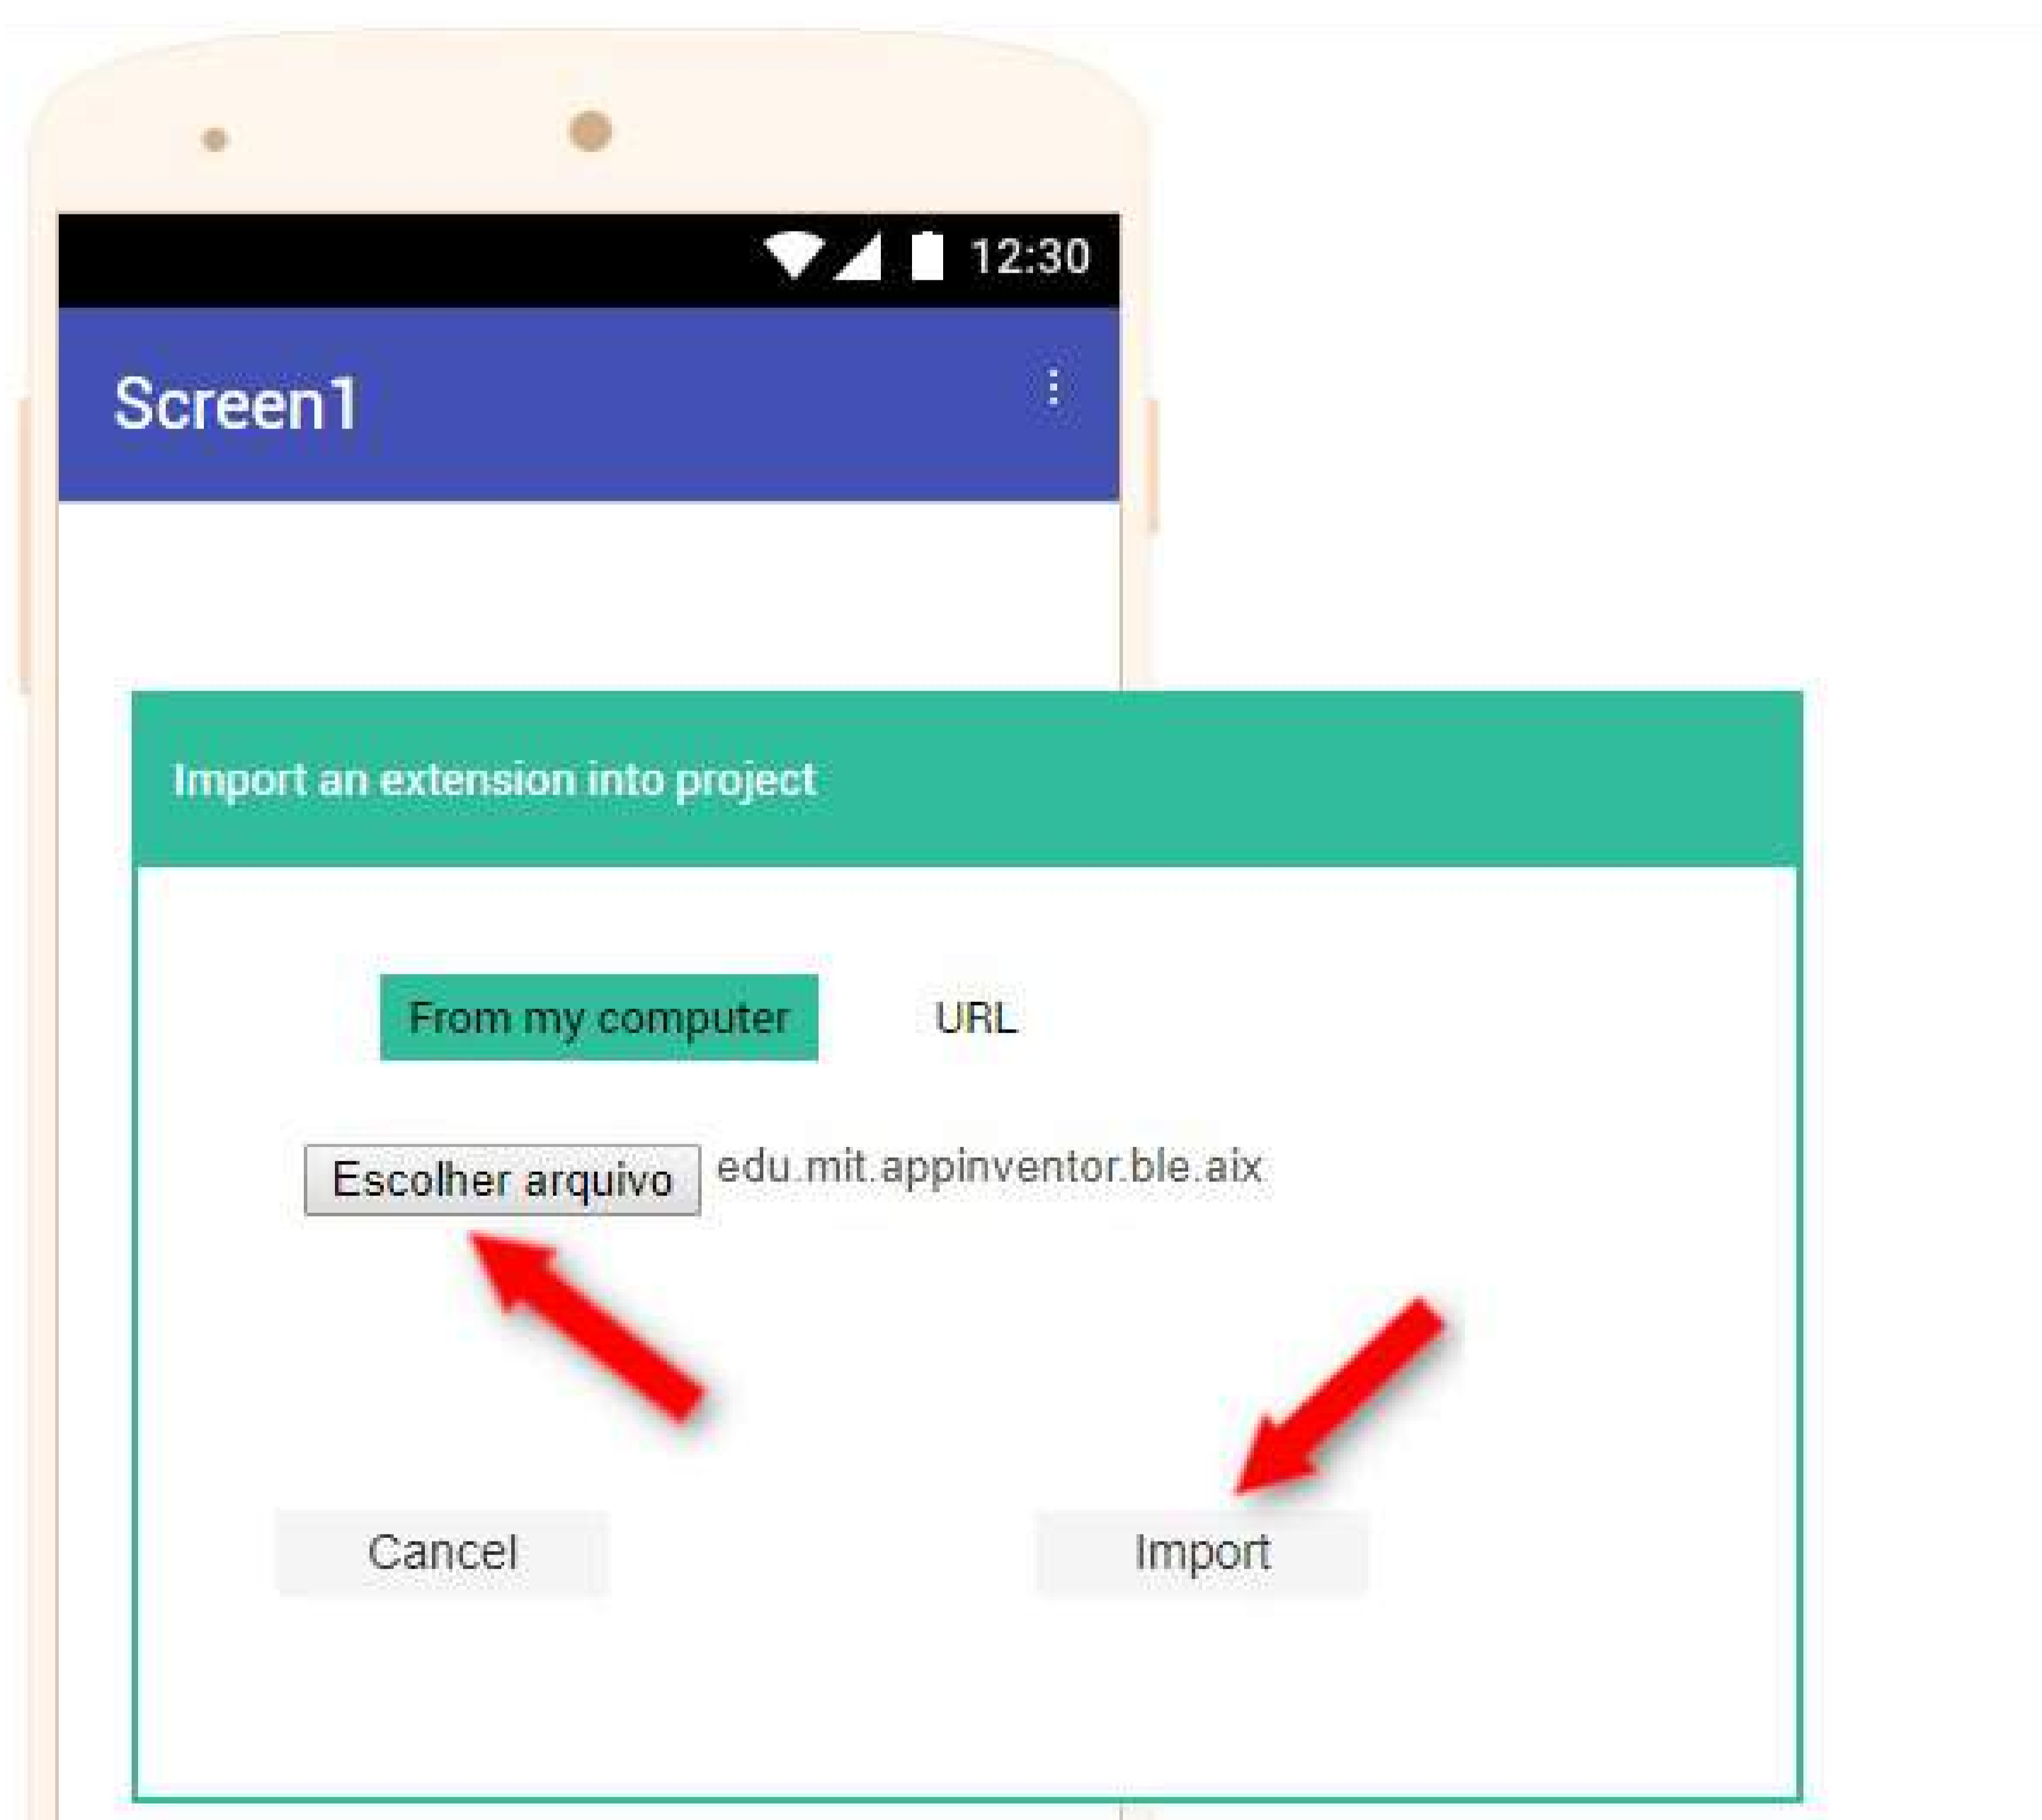 12:30
Screen1
Import an extension into project
From my computer URL
Escolher arquivo edu.mit.appinventor.ble.aix
Cancel Import